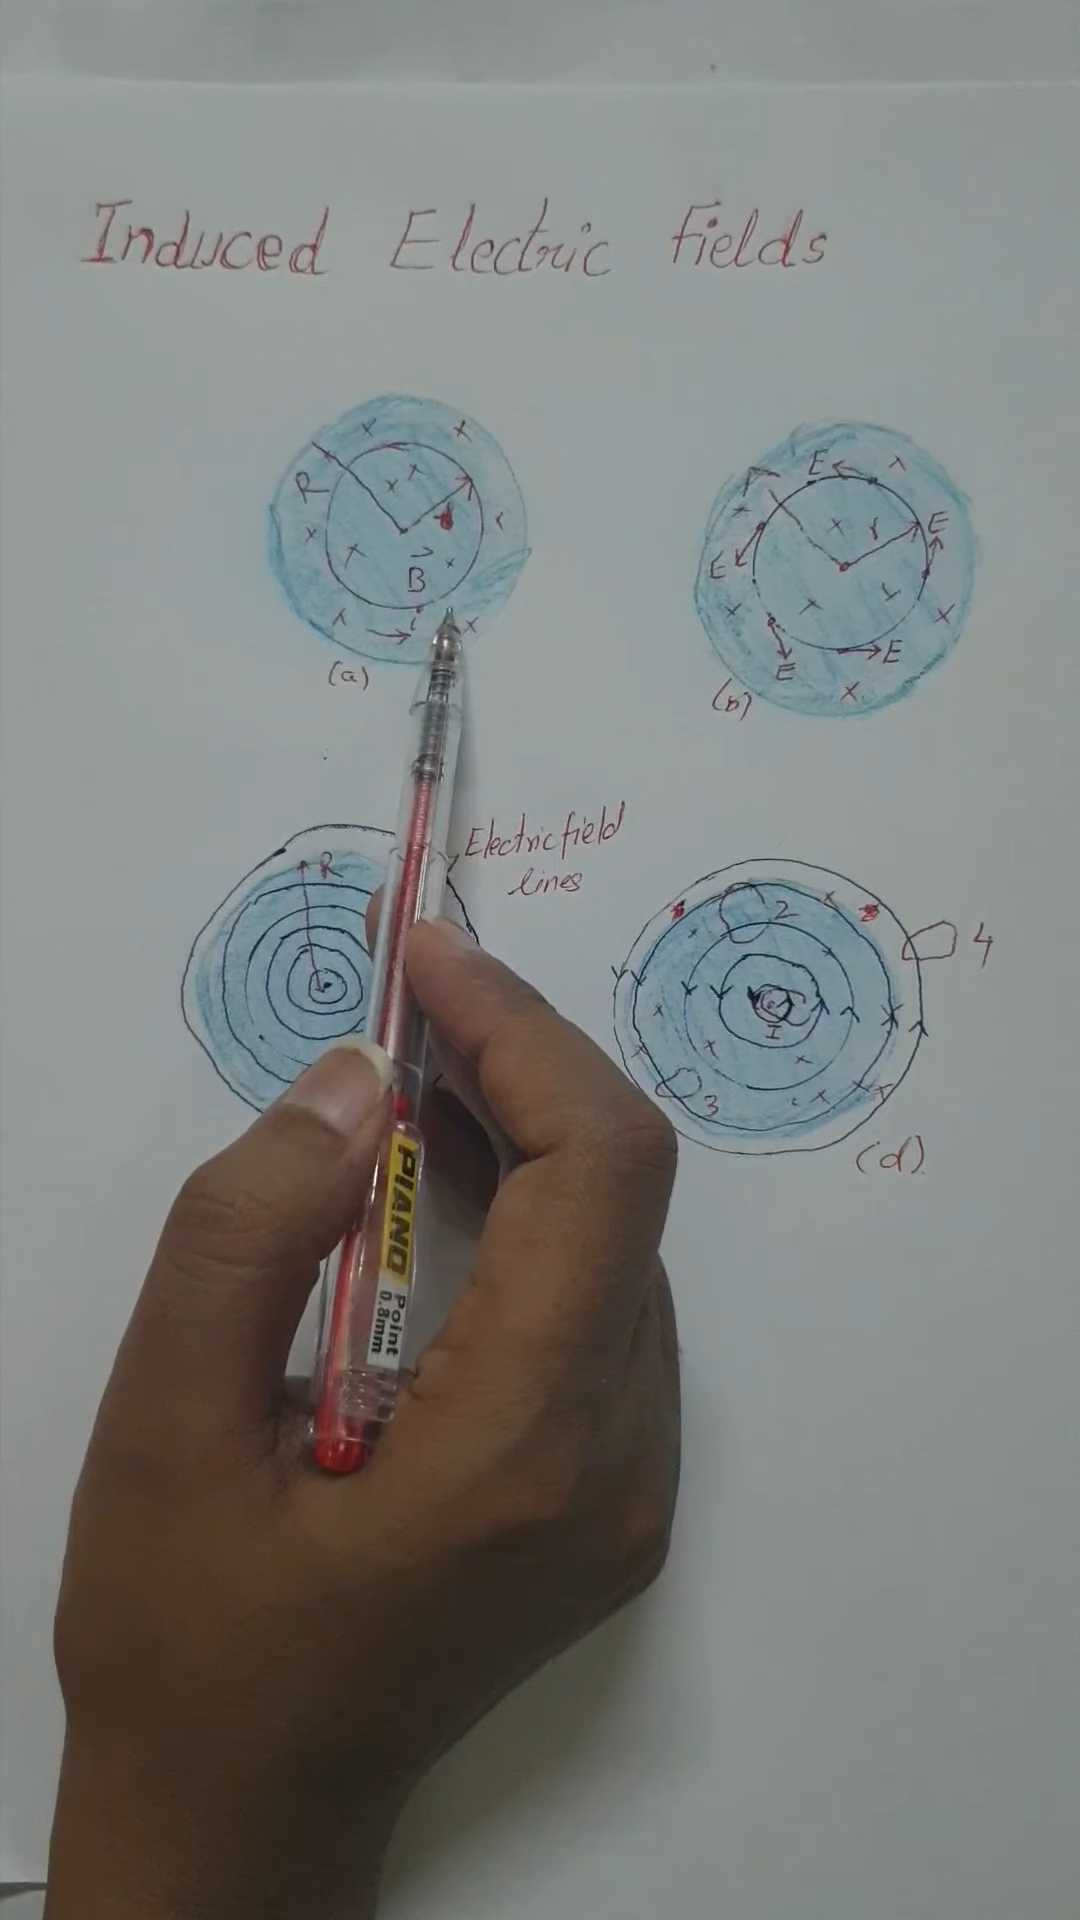 Induced Electric fields
R
B
i
(a)
E
E
r
E
E
E
(b)
R
Electric field
lines
2
4
I
3
(d).
PIANO
Point
0.8mm